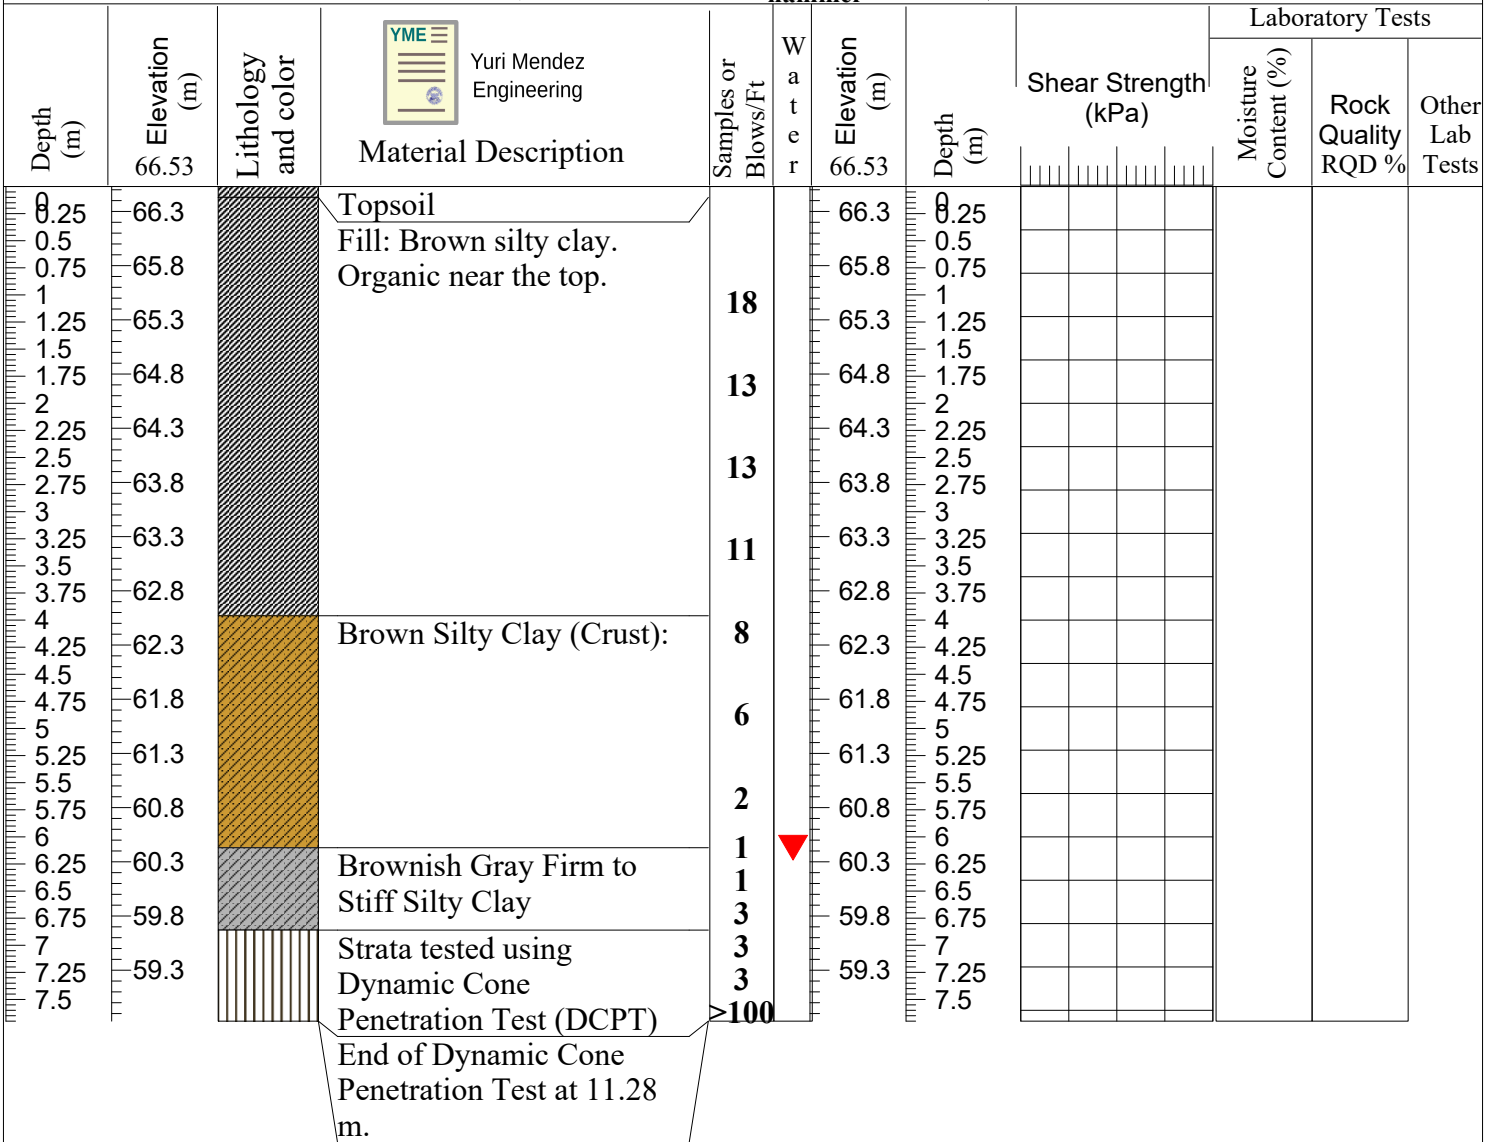 Laboratory Tests
Depth
(m)
Elevation
(m)
66.53
Lithology
and color
YME
Yuri Mendez
Engineering
Material Description
Samples or
Blows/Ft
W
a
t
e
r
Elevation
(m)
66.53
Depth
(m)
Shear Strength
(kPa)
Moisture
Content (%)
Rock
Quality
RQD %
Other
Lab
Tests
0
0.25
0.5
0.75
1
1.25
1.5
1.75
2
2.25
2.5
2.75
3
3.25
3.5
3.75
4
4.25
4.5
4.75
5
5.25
5.5
5.75
6
6.25
6.5
6.75
7
7.25
7.5
66.3
65.8
65.3
64.8
64.3
63.8
63.3
62.8
62.3
61.8
61.3
60.8
60.3
59.8
59.3
Topsoil
Fill: Brown silty clay.
Organic near the top.
Brown Silty Clay (Crust):
Brownish Gray Firm to
Stiff Silty Clay
Strata tested using
Dynamic Cone
Penetration Test (DCPT)
End of Dynamic Cone
Penetration Test at 11.28
m.
18
13
13
11
8
6
2
1
1
3
3
3
>100
66.3
65.8
65.3
64.8
64.3
63.8
63.3
62.8
62.3
61.8
61.3
60.8
60.3
59.8
59.3
0
0.25
0.5
0.75
1
1.25
1.5
1.75
2
2.25
2.5
2.75
3
3.25
3.5
3.75
4
4.25
4.5
4.75
5
5.25
5.5
5.75
6
6.25
6.5
6.75
7
7.25
7.5